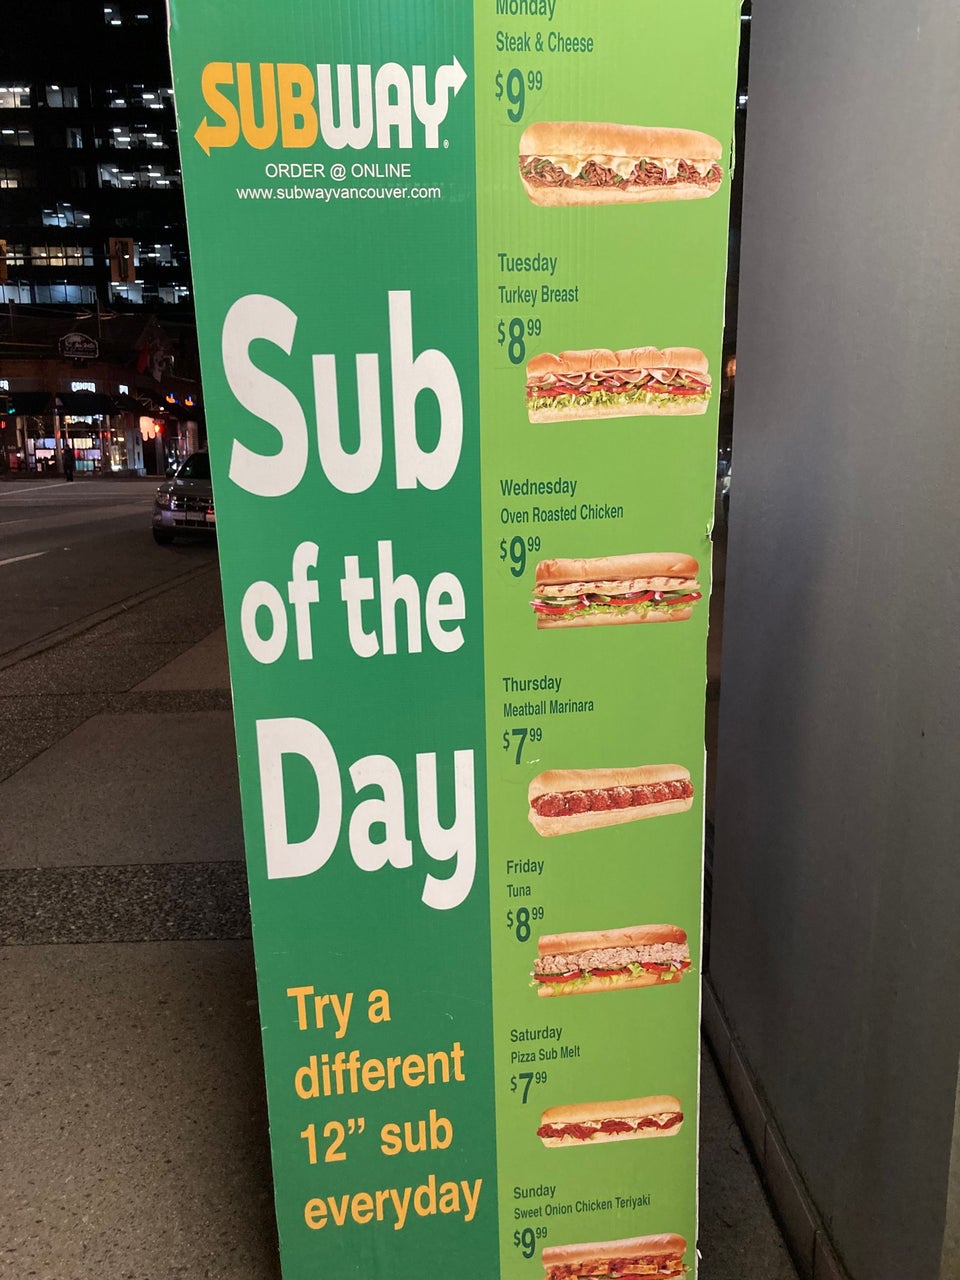 SUBWAY
ORDER @ ONLINE
www.subwayvancouver.com
Sub
of the
Day
Try a
different
12” sub
everyday
Monday
Steak & Cheese
$9.99
Tuesday
Turkey Breast
$8.99
Wednesday
Oven Roasted Chicken
$9.99
Thursday
Meatball Marinara
$7.99
Friday
Tuna
$8.99
Saturday
Pizza Sub Melt
$7.99
Sunday
Sweet Onion Chicken Teriyaki
$9.99